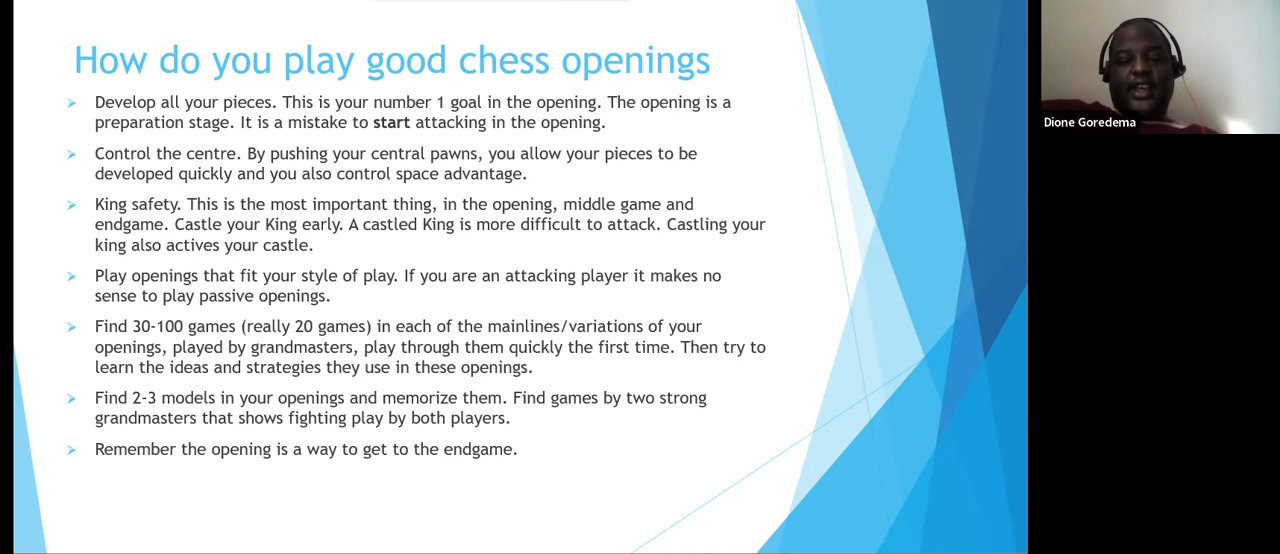 How do you play good chess openings
Develop all your pieces. This is your number 1 goal in the opening. The opening is a
preparation stage. It is a mistake to start attacking in the opening.
Control the centre. By pushing your central pawns, you allow your pieces to be
developed quickly and you also control space advantage.
King safety. This is the most important thing, in the opening, middle game and
endgame. Castle your King early. A castled King is more difficult to attack. Castling your
king also actives your castle.
Play openings that fit your style of play. If you are an attacking player it makes no
sense to play passive openings.
Find 30-100 games (really 20 games) in each of the mainlines/variations of your
openings, played by grandmasters, play through them quickly the first time. Then try to
learn the ideas and strategies they use in these openings.
Find 2-3 models in your openings and memorize them. Find games by two strong
grandmasters that shows fighting play by both players.
Remember the opening is a way to get to the endgame.
Dione Goredema